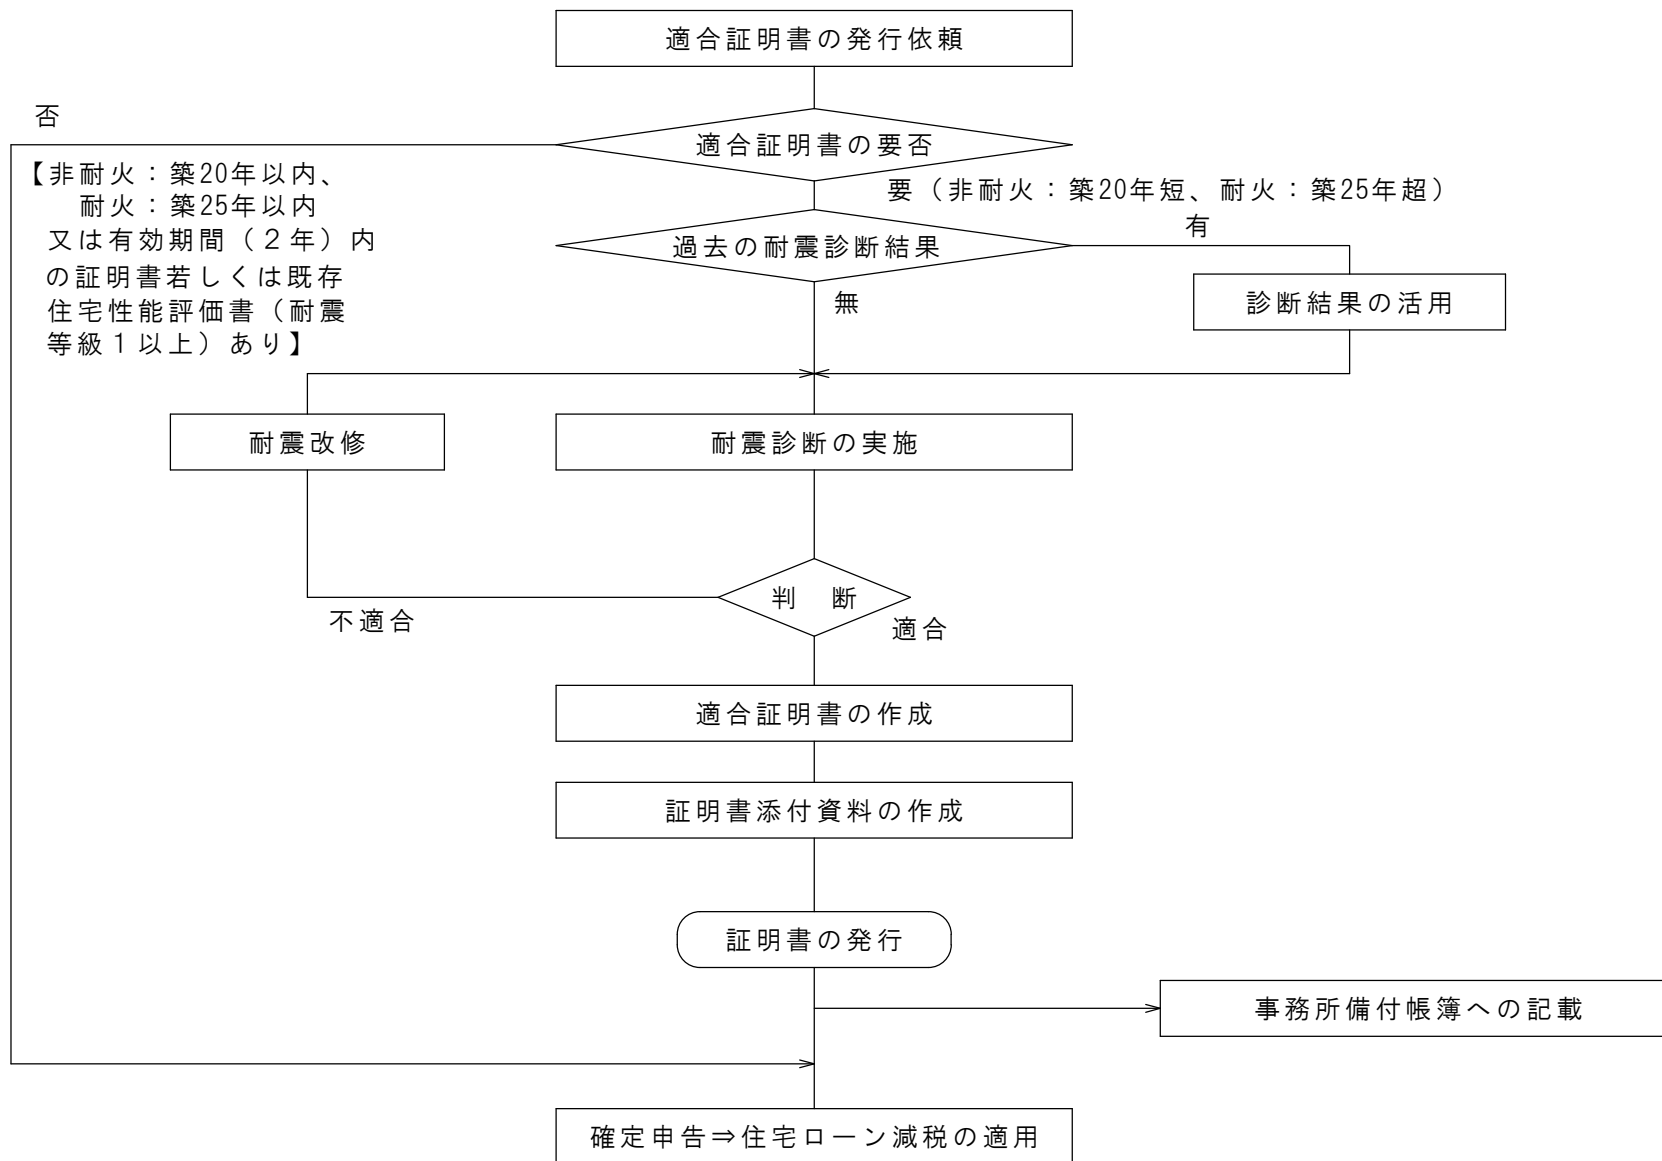 適合証明書の発行依頼
否
適合証明書の要否
【非耐火：築20年以内、
耐火：築25年以内
又は有効期間（２年）内
の証明書若しくは既存
住宅性能評価書（耐震
等級１以上）あり】
要（非耐火：築20年短、耐火：築25年超）
有
過去の耐震診断結果
無
診断結果の活用
耐震改修
耐震診断の実施
判　断
不適合
適合
適合証明書の作成
証明書添付資料の作成
証明書の発行
事務所備付帳簿への記載
確定申告⇒住宅ローン減税の適用